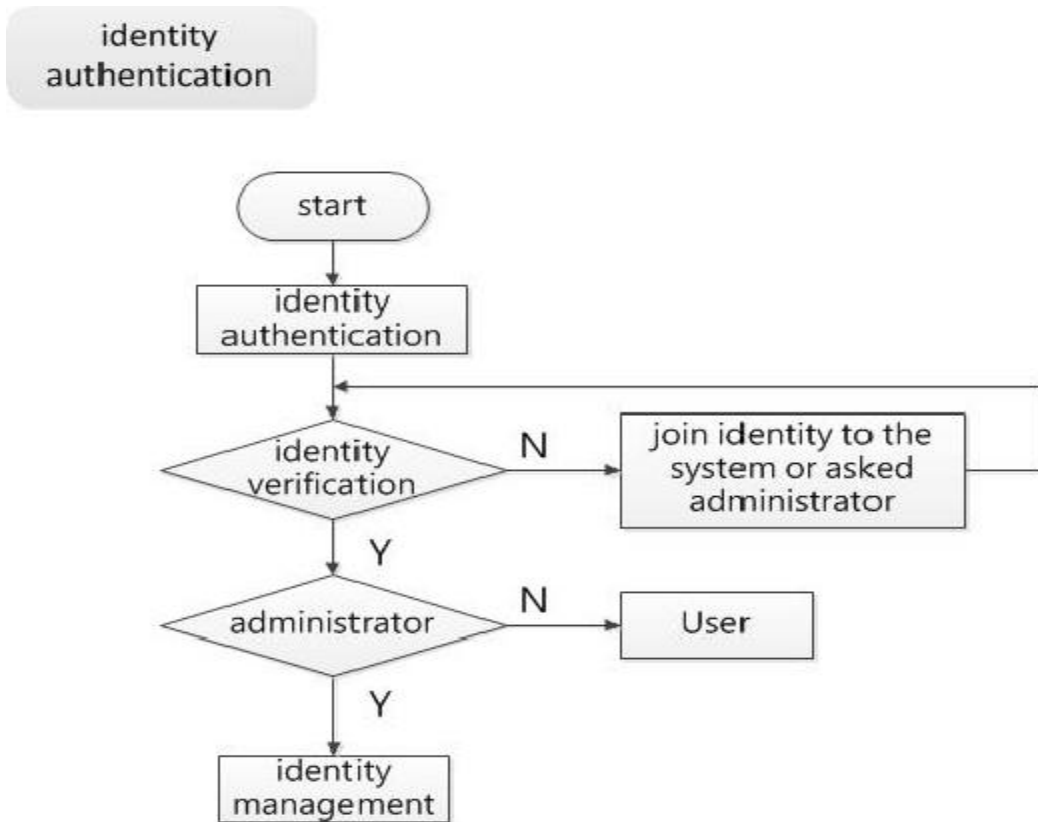 identity
authentication
start
identity
authentication
identity
verification
N
join identity to the
system or asked
administrator
Y
administrator
N
User
Y
identity
management